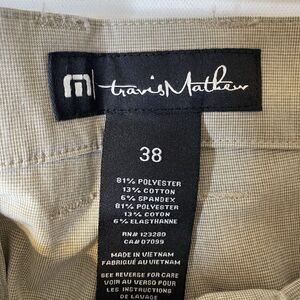 travisMathew
38
81% POLYESTER
13% COTTON
6% SPANDEX
81% POLYESTER
13% COTON
6% ELASTHANNE
RN# 123280
CA# 07099
MADE IN VIETNAM
FABRIQUÉ AU VIETNAM
SEE REVERSE FOR CARE
VOIR AU VERSO POUR
LES INSTRUCTIONS
DE LAVAGE